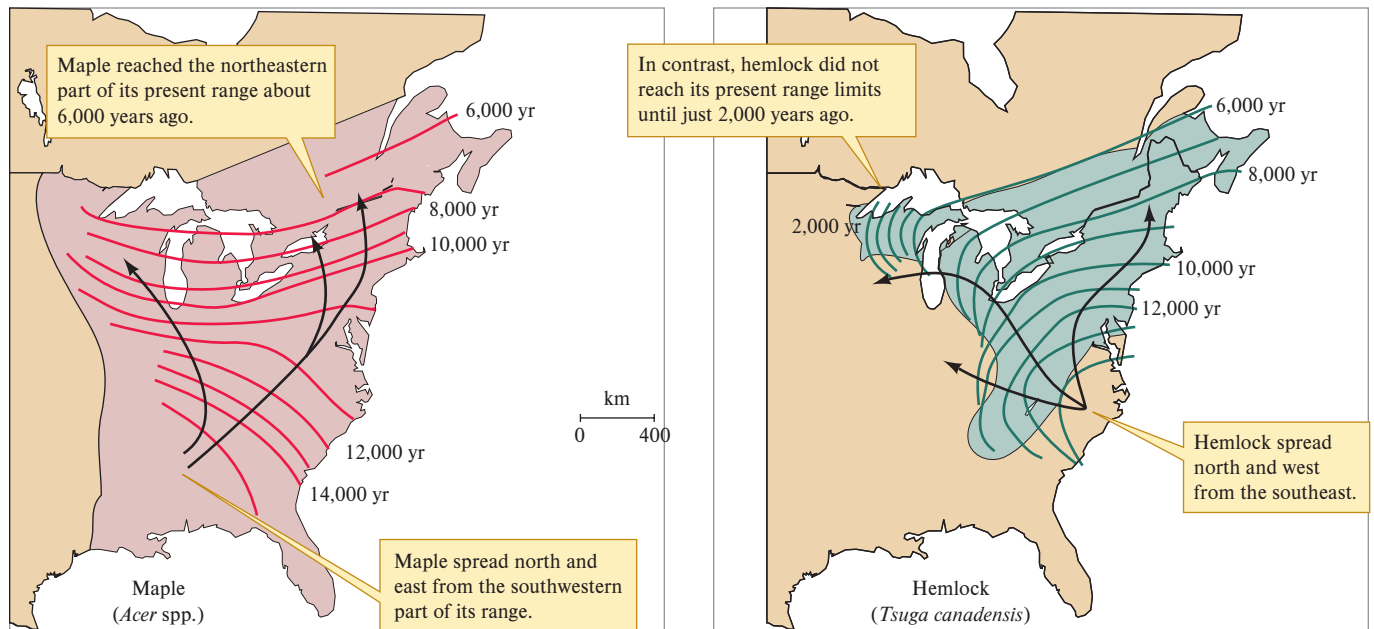 Maple reached the northeastern
part of its present range about
6,000 years ago.
6,000 yr
8,000 yr
10,000 yr
12,000 yr
14,000 yr
Maple spread north and
east from the southwestern
part of its range.
Maple
(Acer spp.)
km
0 400
In contrast, hemlock did not
reach its present range limits
until just 2,000 years ago.
6,000 yr
8,000 yr
2,000 yr
10,000 yr
12,000 yr
Hemlock spread
north and west
from the southeast.
Hemlock
(Tsuga canadensis)